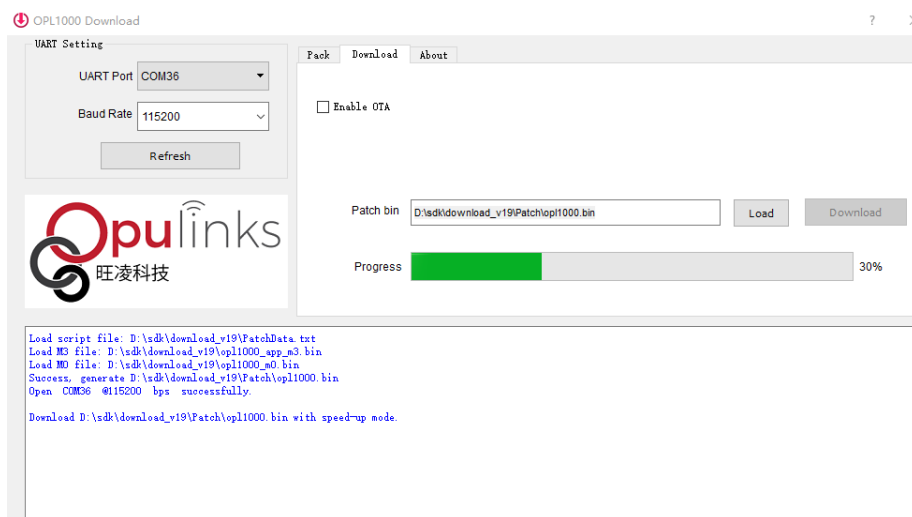 OPL1000 Download
?
UART Setting
UART Port COM36
Baud Rate 115200
Refresh
Opulinks
旺凌科技
Pack Download About
Enable OTA
Patch bin D:\sdk\download_v19\Patch\opl1000.bin Load Download
Progress 30%
Load script file: D:\sdk\download_v19\PatchData.txt
Load M3 file: D:\sdk\download_v19\opl1000_app_m3.bin
Load M0 file: D:\sdk\download_v19\opl1000_m0.bin
Success, generate D:\sdk\download_v19\Patch\opl1000.bin
Open COM36 @115200 bps successfully.
Download D:\sdk\download_v19\Patch\opl1000.bin with speed-up mode.